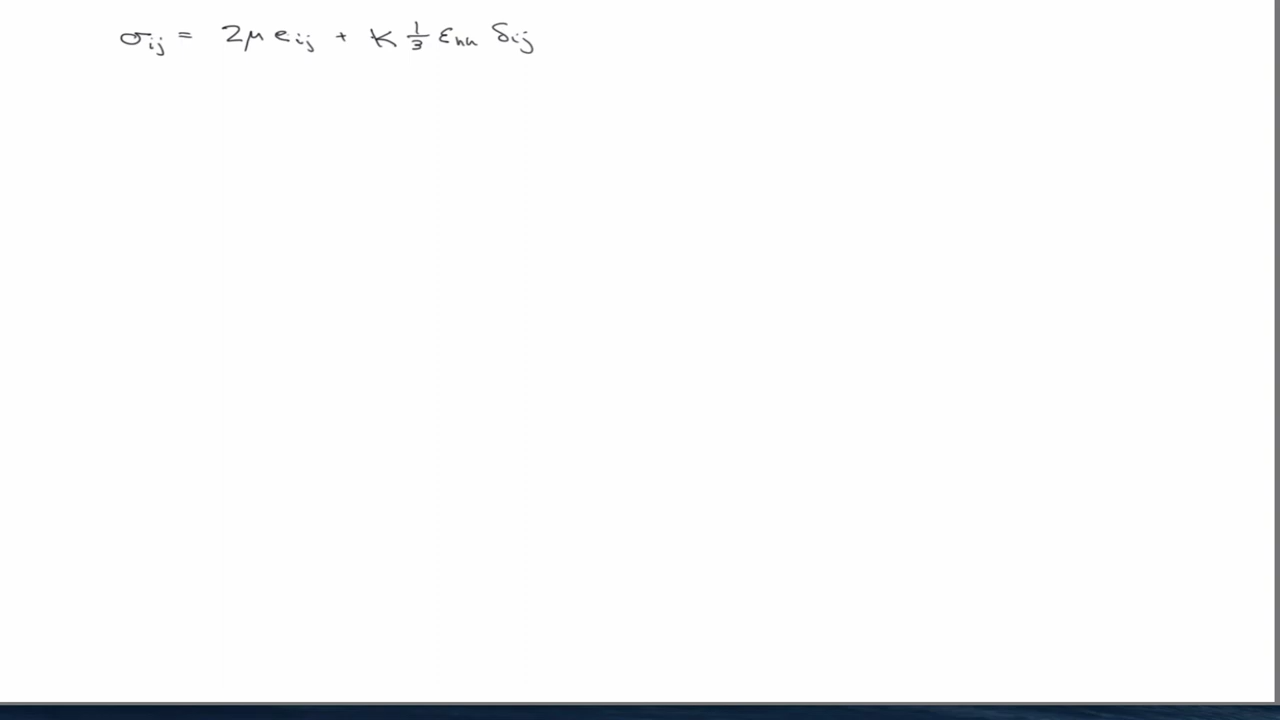 σij = 2μ eij + K 1/3 εkk δij